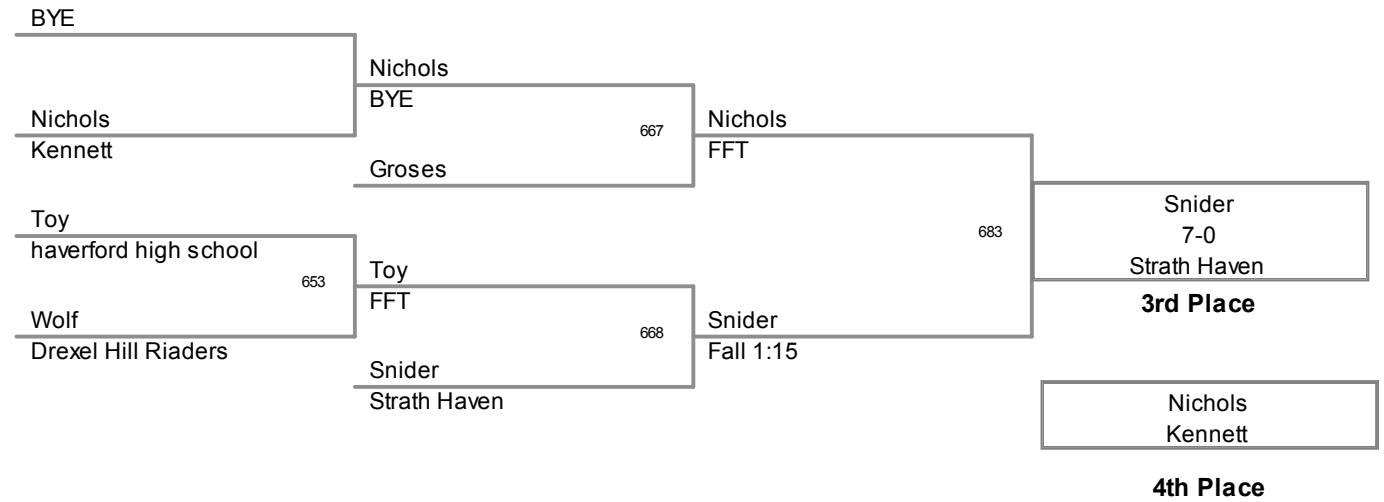 BYE
Nichols
BYE
Nichols
Kennett
667
Nichols
FFT
Groses
Toy
haverford high school
653
Toy
FFT
Wolf
Drexel Hill Riaders
668
Snider
Fall 1:15
Snider
Strath Haven
683
Snider
7-0
Strath Haven
3rd Place
Nichols
Kennett
4th Place